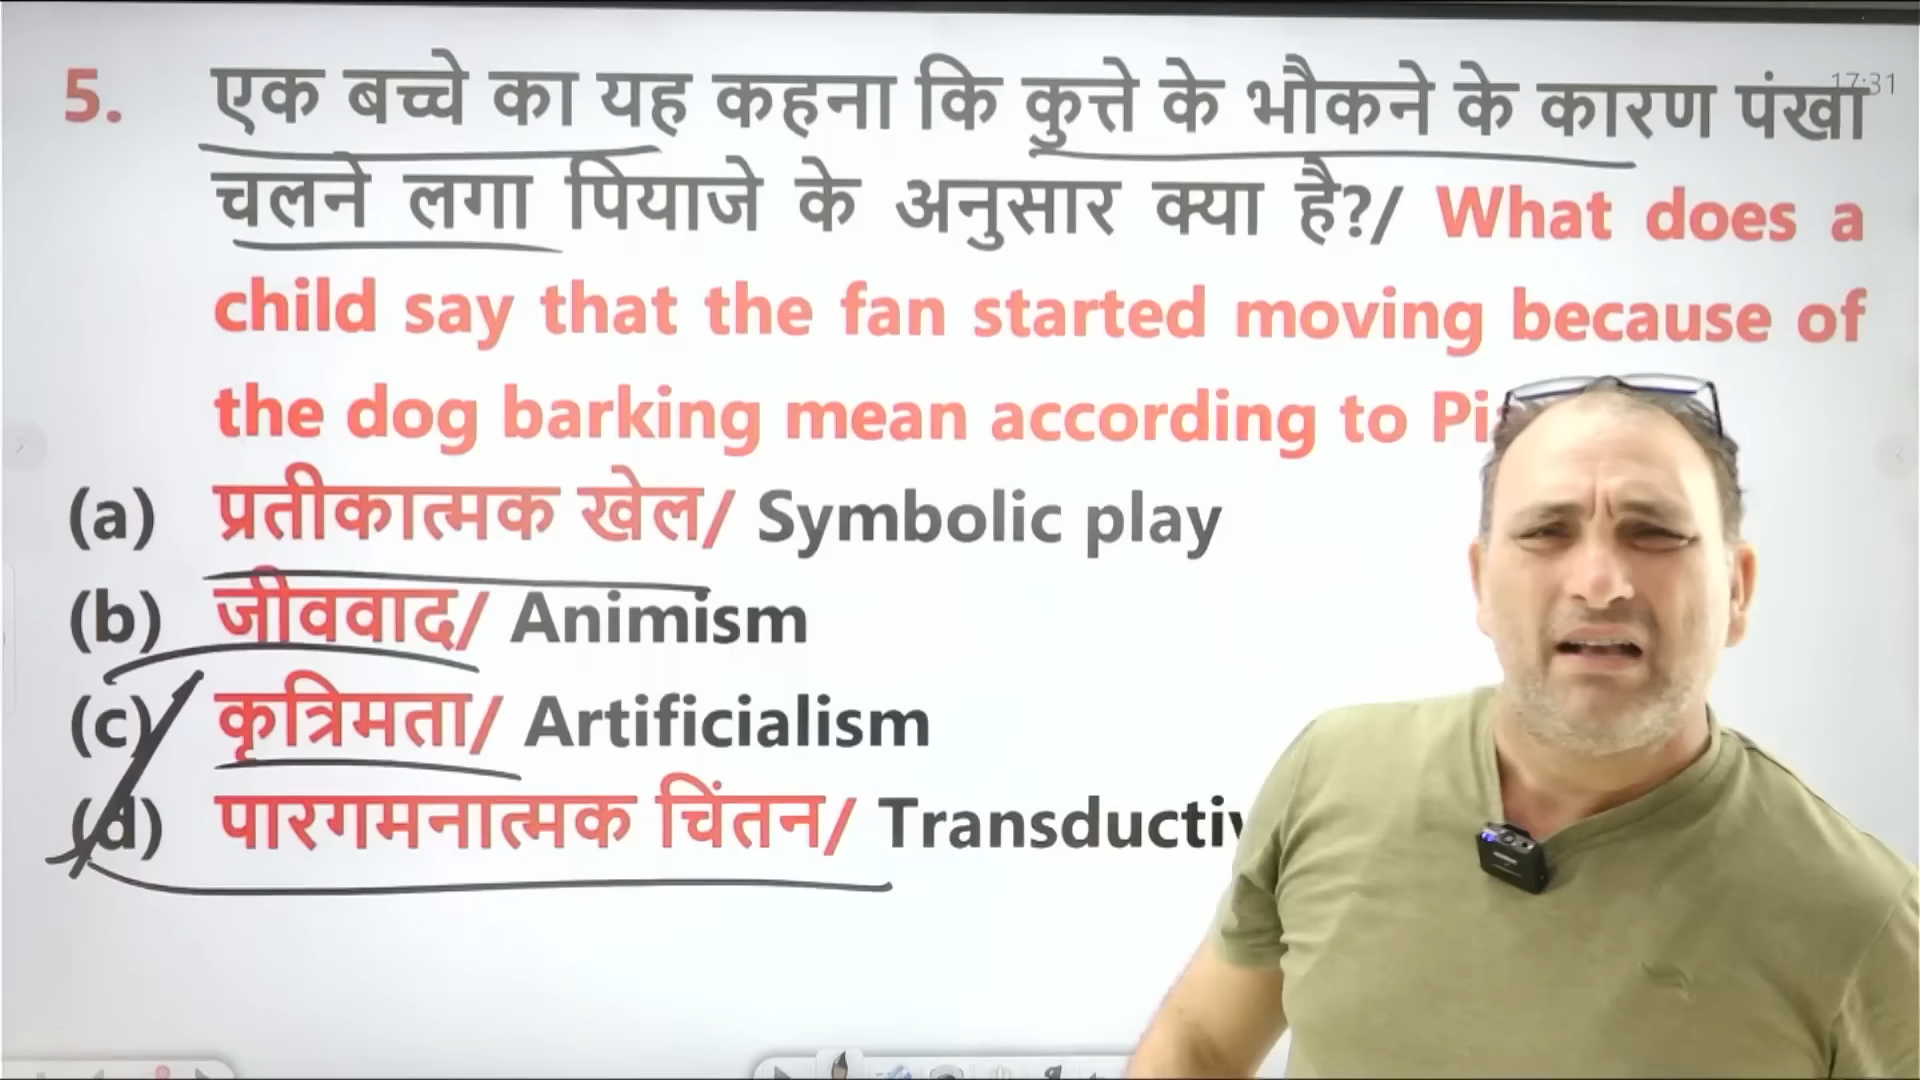 17:31
5. एक बच्चे का यह कहना कि कुत्ते के भौकने के कारण पंखा
चलने लगा पियाजे के अनुसार क्या है?/ What does a
child say that the fan started moving because of
the dog barking mean according to
(a) प्रतीकात्मक खेल/ Symbolic play
(b) जीववाद/ Animism
(c) कृत्रिमता/ Artificialism
(d) पारगमनात्मक चिंतन/